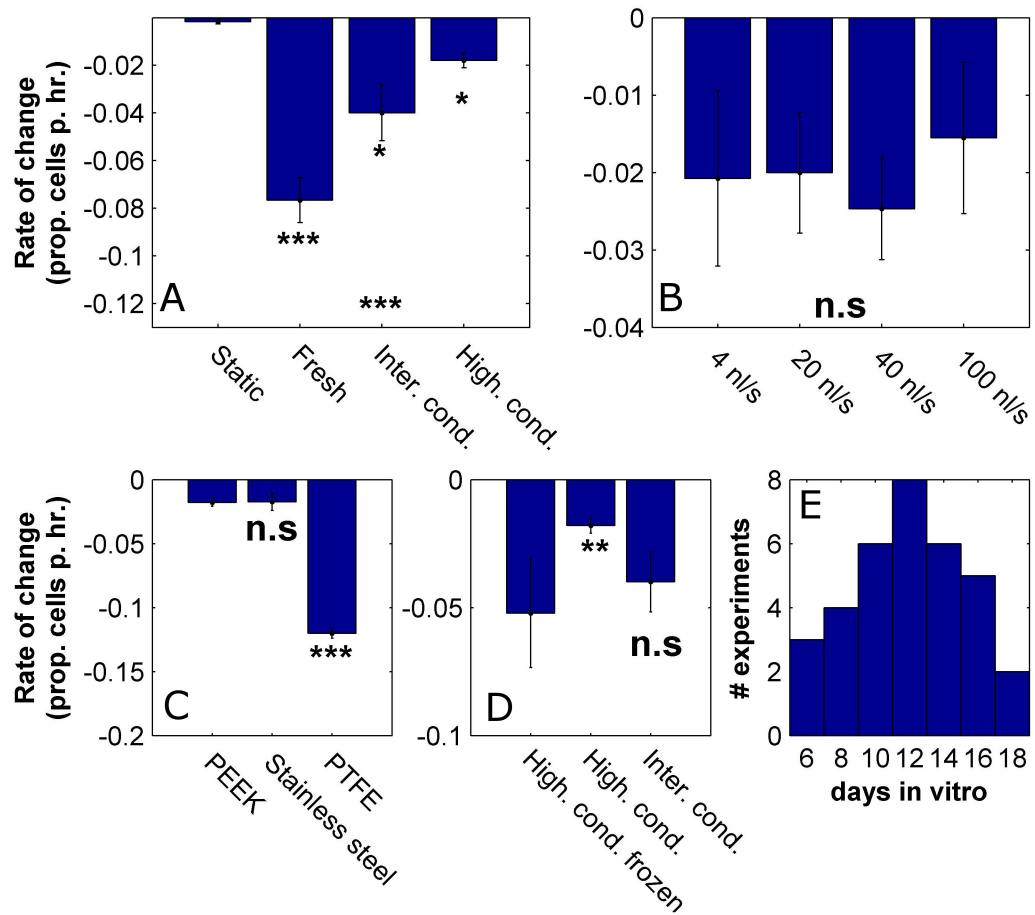 Rate of change
(prop. cells p. hr.)
-0.02
-0.04
-0.06
-0.08
-0.1
-0.12
*
*
***
***
A
Static
Fresh
Inter. cond.
High. cond.
0
-0.01
-0.02
-0.03
-0.04
n.s
B
4 nl/s
20 nl/s
40 nl/s
100 nl/s
Rate of change
(prop. cells p. hr.)
0
-0.05
-0.1
-0.15
-0.2
n.s
***
C
PEEK
Stainless steel
PTFE
0
-0.05
-0.1
**
n.s
D
High. cond. frozen
High. cond.
Inter. cond.
# experiments
8
6
4
2
0
E
6 8 10 12 14 16 18
days in vitro